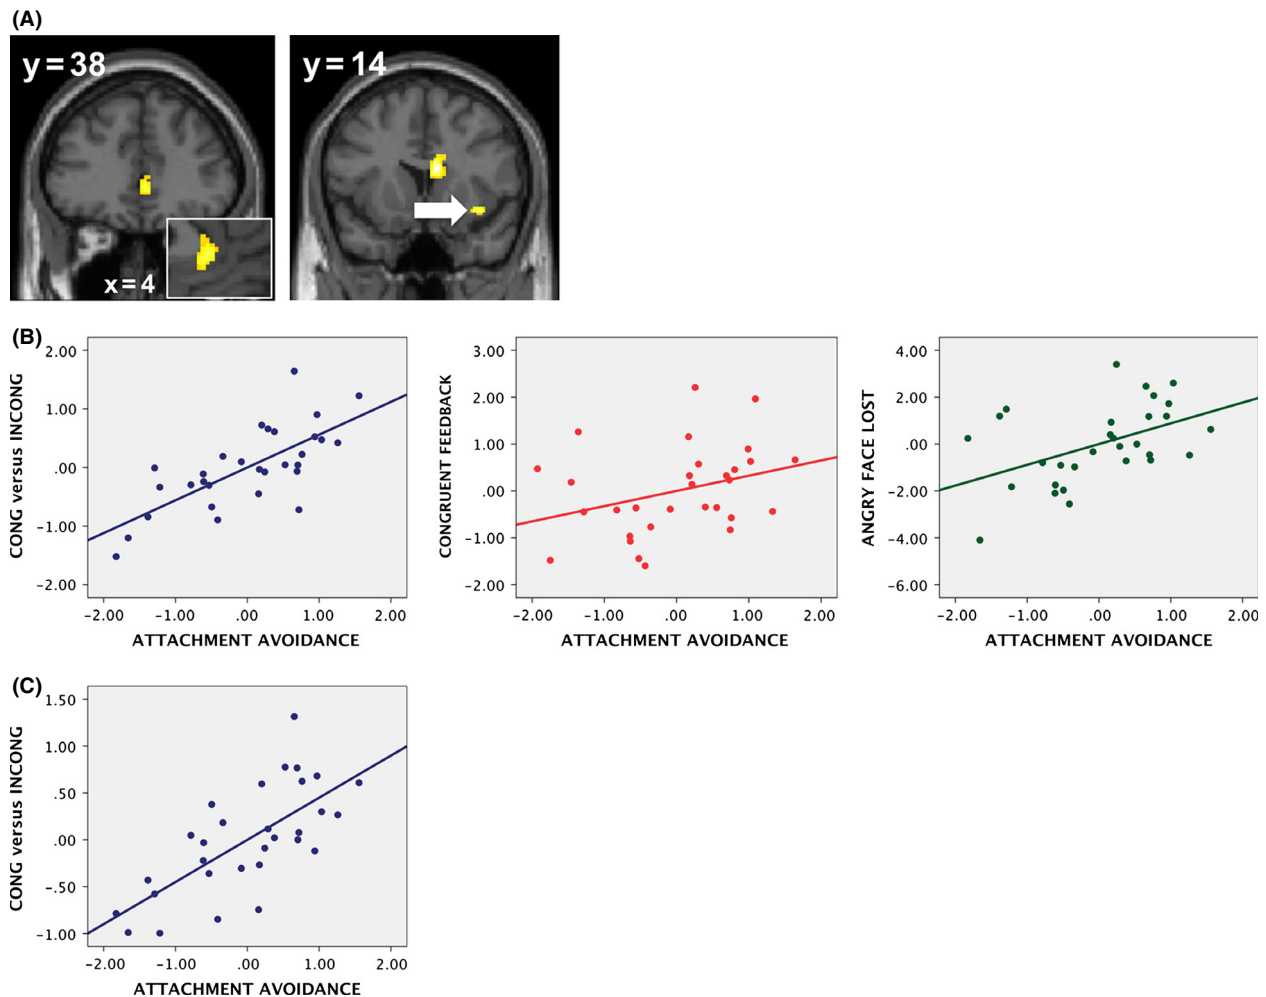 (A)
y = 38
x = 4
y = 14
(B)
CONG versus INCONG
2.00
1.00
.00
-1.00
-2.00
-2.00 -1.00 .00 1.00 2.00
ATTACHMENT AVOIDANCE
CONGRUENT FEEDBACK
3.00
2.00
1.00
.00
-1.00
-2.00
-2.00 -1.00 .00 1.00 2.00
ATTACHMENT AVOIDANCE
ANGRY FACE LOST
4.00
2.00
.00
-2.00
-4.00
-6.00
-2.00 -1.00 .00 1.00 2.00
ATTACHMENT AVOIDANCE
(C)
CONG versus INCONG
1.50
1.00
.50
.00
-.50
-1.00
-2.00 -1.00 .00 1.00 2.00
ATTACHMENT AVOIDANCE